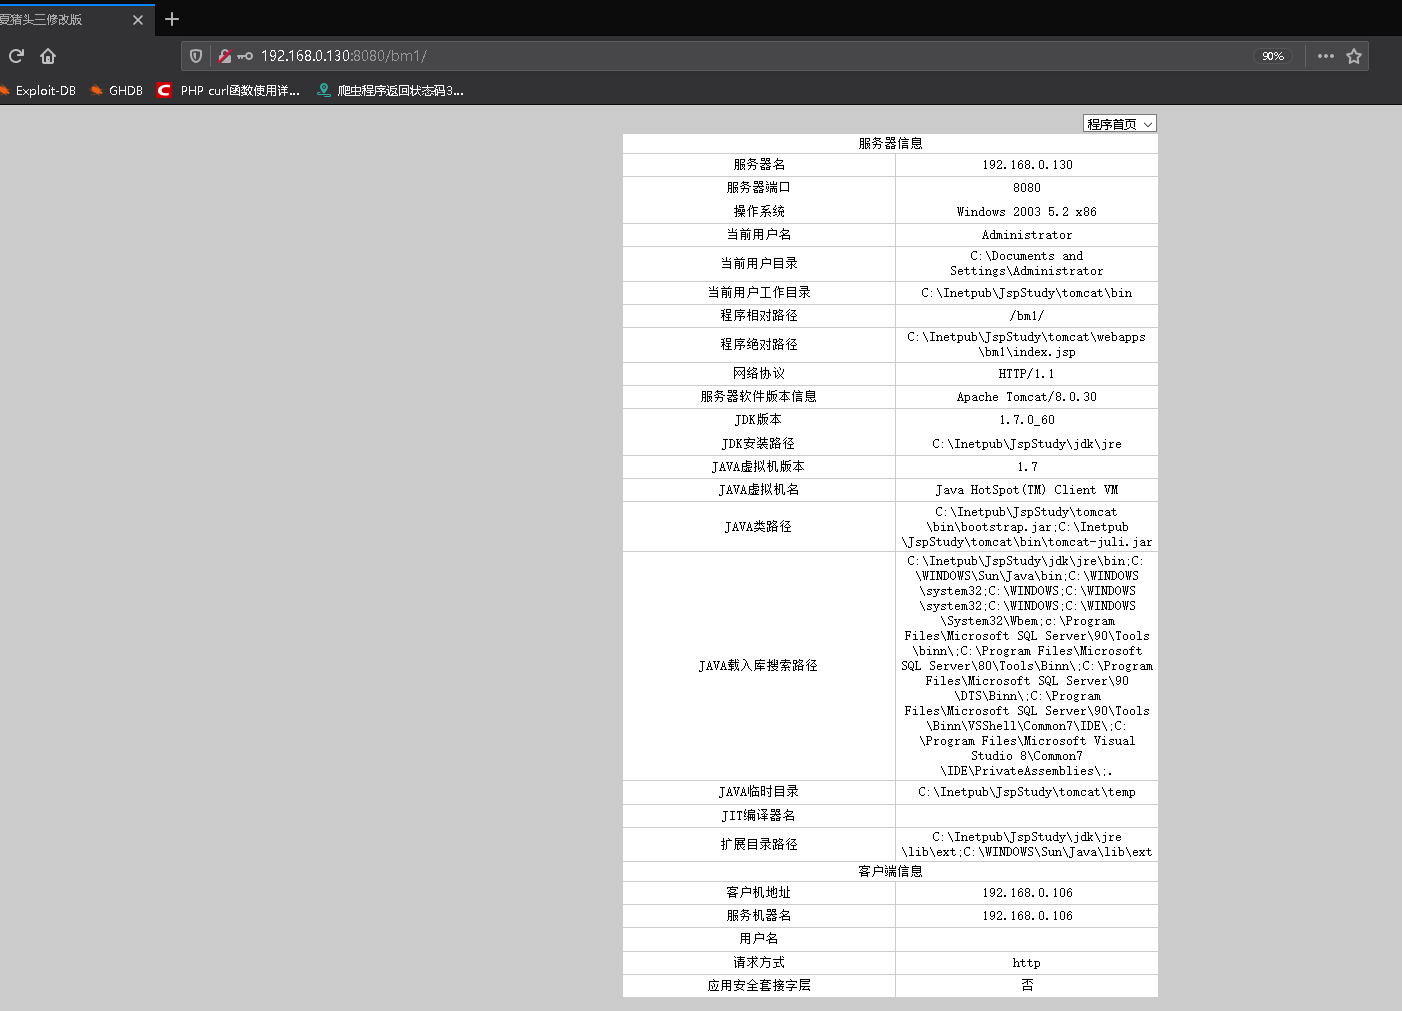 夏猪头三修改版
192.168.0.130:8080/bm1/
90%
Exploit-DB
GHDB
PHP curl函数使用详...
爬虫程序返回状态码3...
程序首页
服务器信息
服务器名
192.168.0.130
服务器端口
8080
操作系统
Windows 2003 5.2 x86
当前用户名
Administrator
当前用户目录
C:\Documents and
Settings\Administrator
当前用户工作目录
C:\Inetpub\JspStudy\tomcat\bin
程序相对路径
/bm1/
程序绝对路径
C:\Inetpub\JspStudy\tomcat\webapps
\bm1\index.jsp
网络协议
HTTP/1.1
服务器软件版本信息
Apache Tomcat/8.0.30
JDK版本
1.7.0_60
JDK安装路径
C:\Inetpub\JspStudy\jdk\jre
JAVA虚拟机版本
1.7
JAVA虚拟机名
Java HotSpot(TM) Client VM
JAVA类路径
C:\Inetpub\JspStudy\tomcat
\bin\bootstrap.jar;C:\Inetpub
\JspStudy\tomcat\bin\tomcat-juli.jar
JAVA载入库搜索路径
C:\Inetpub\JspStudy\jdk\jre\bin;C:
\WINDOWS\Sun\Java\bin;C:\WINDOWS
\system32;C:\WINDOWS;C:\WINDOWS
\system32;C:\WINDOWS;C:\WINDOWS
\System32\Wbem;c:\Program
Files\Microsoft SQL Server\90\Tools
\binn\;C:\Program Files\Microsoft
SQL Server\80\Tools\Binn\;C:\Program
Files\Microsoft SQL Server\90
\DTS\Binn\;C:\Program
Files\Microsoft SQL Server\90\Tools
\Binn\VSShell\Common7\IDE\;C:
\Program Files\Microsoft Visual
Studio 8\Common7
\IDE\PrivateAssemblies\;.
JAVA临时目录
C:\Inetpub\JspStudy\tomcat\temp
JIT编译器名
扩展目录路径
C:\Inetpub\JspStudy\jdk\jre
\lib\ext;C:\WINDOWS\Sun\Java\lib\ext
客户端信息
客户机地址
192.168.0.106
服务机器名
192.168.0.106
用户名
请求方式
http
应用安全套接字层
否